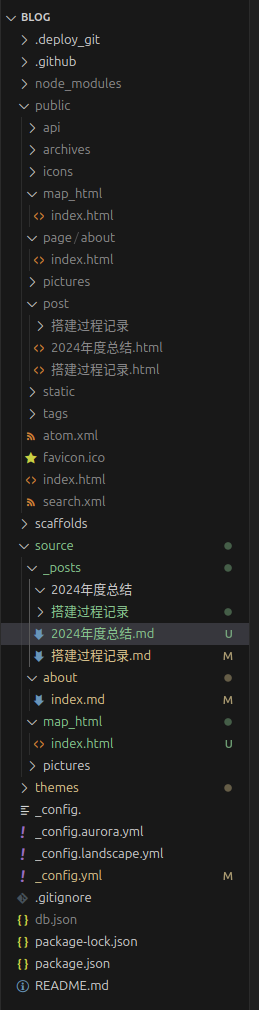 BLOG
.deploy_git
.github
node_modules
public
api
archives
icons
map_html
index.html
page/about
index.html
pictures
post
搭建过程记录
2024年度总结.html
搭建过程记录.html
static
tags
atom.xml
favicon.ico
index.html
search.xml
scaffolds
source
_posts
2024年度总结
搭建过程记录
2024年度总结.md U
搭建过程记录.md M
about
index.md M
map_html
index.html U
pictures
themes
_config.
_config.aurora.yml
_config.landscape.yml
_config.yml M
.gitignore
db.json
package-lock.json
package.json
README.md